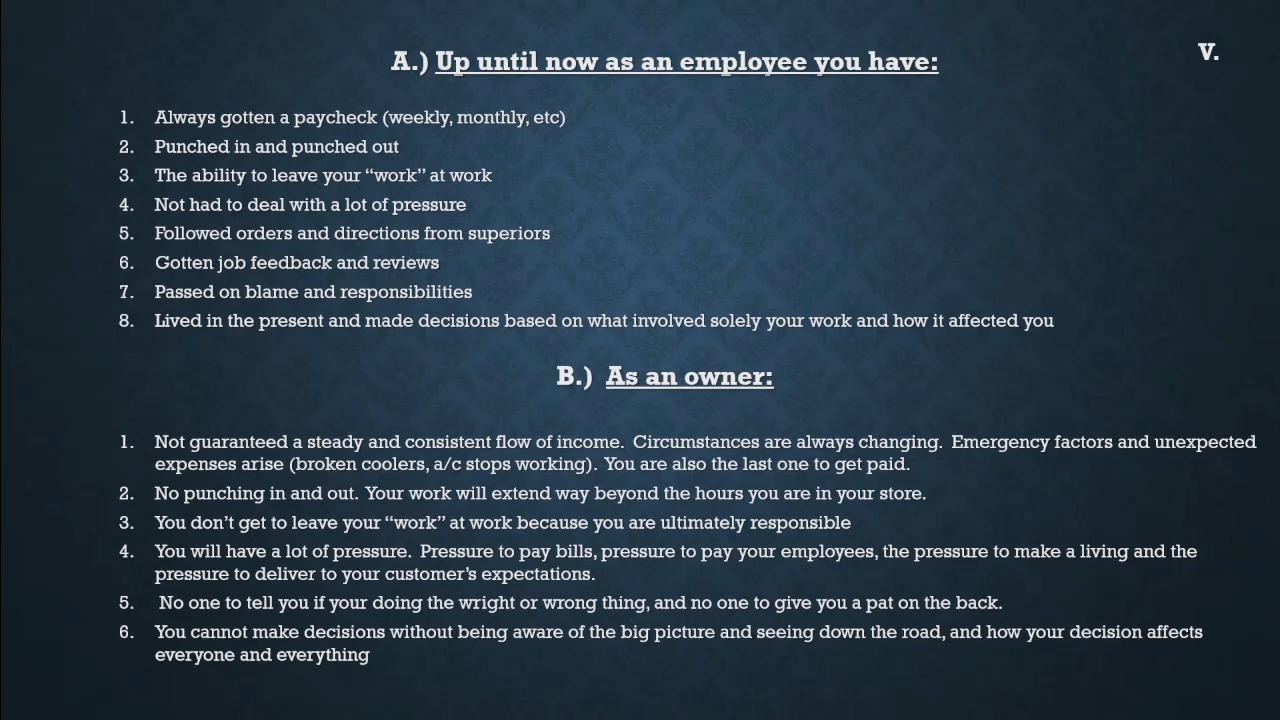 V.
A.) Up until now as an employee you have:
1. Always gotten a paycheck (weekly, monthly, etc)
2. Punched in and punched out
3. The ability to leave your “work” at work
4. Not had to deal with a lot of pressure
5. Followed orders and directions from superiors
6. Gotten job feedback and reviews
7. Passed on blame and responsibilities
8. Lived in the present and made decisions based on what involved solely your work and how it affected you
B.) As an owner:
1. Not guaranteed a steady and consistent flow of income. Circumstances are always changing. Emergency factors and unexpected
expenses arise (broken coolers, a/c stops working). You are also the last one to get paid.
2. No punching in and out. Your work will extend way beyond the hours you are in your store.
3. You don’t get to leave your “work” at work because you are ultimately responsible
4. You will have a lot of pressure. Pressure to pay bills, pressure to pay your employees, the pressure to make a living and the
pressure to deliver to your customer’s expectations.
5. No one to tell you if your doing the wright or wrong thing, and no one to give you a pat on the back.
6. You cannot make decisions without being aware of the big picture and seeing down the road, and how your decision affects
everyone and everything